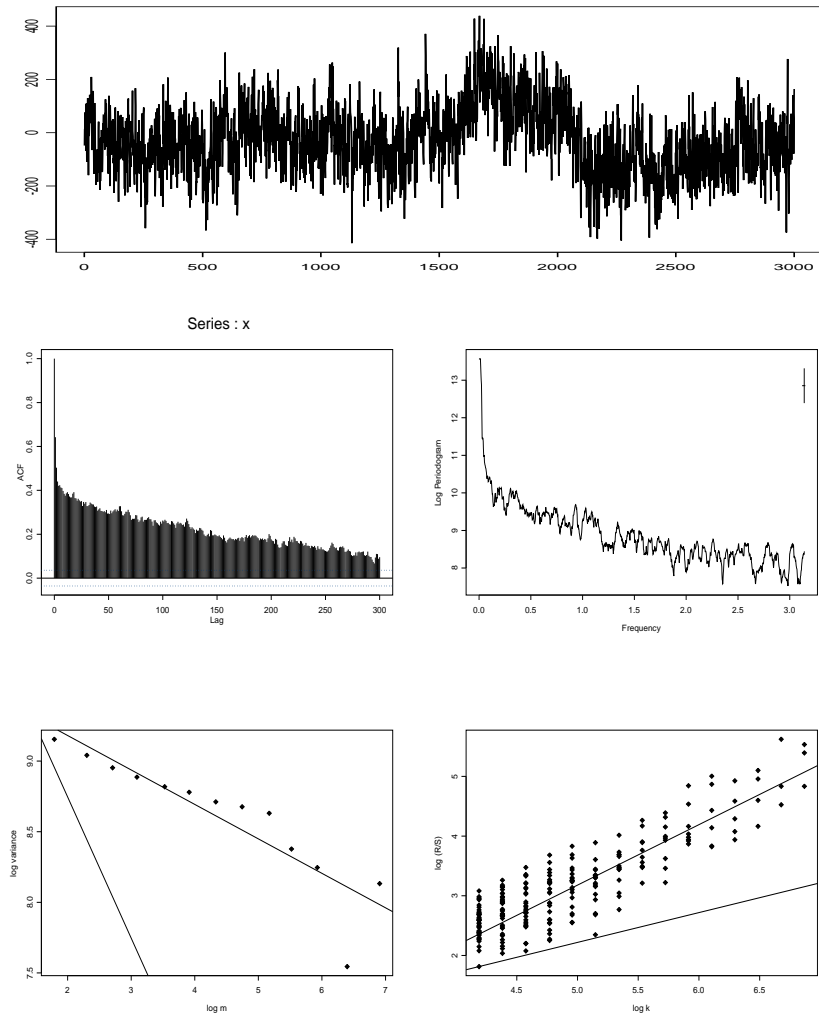 400
200
0
-200
-400
0 500 1000 1500 2000 2500 3000
Series : x
ACF
1.0
0.8
0.6
0.4
0.2
0.0
0 50 100 150 200 250 300
Lag
Log Periodogram
13
12
11
10
9
8
0.0 0.5 1.0 1.5 2.0 2.5 3.0
Frequency
log variance
9.0
8.5
8.0
7.5
2 3 4 5 6 7
log m
log (R/S)
5
4
3
2
4.5 5.0 5.5 6.0 6.5
log k